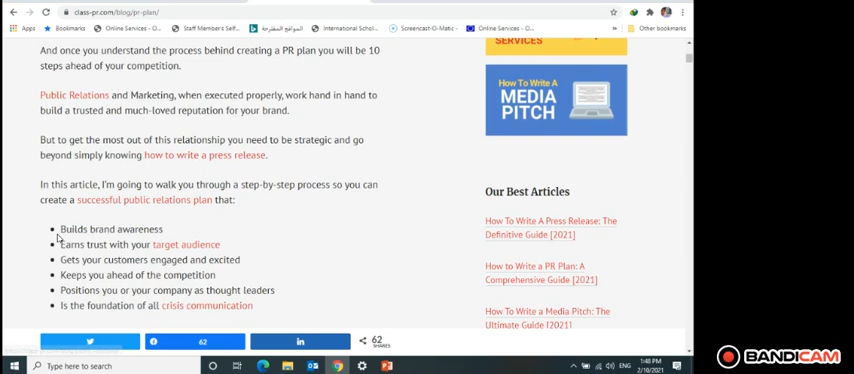 class-pr.com/blog/pr-plan/
Apps
Bookmarks
Online Services - O...
Staff Member's Self...
المواقع المقترحة
International Schol...
Screencast-O-Matic -
Online Services - O...
»
Other bookmarks
And once you understand the process behind creating a PR plan you will be 10
steps ahead of your competition.
Public Relations and Marketing, when executed properly, work hand in hand to
build a trusted and much-loved reputation for your brand.
But to get the most out of this relationship you need to be strategic and go
beyond simply knowing how to write a press release.
In this article, I'm going to walk you through a step-by-step process so you can
create a successful public relations plan that:
Builds brand awareness
Earns trust with your target audience
Gets your customers engaged and excited
Keeps you ahead of the competition
Positions you or your company as thought leaders
Is the foundation of all crisis communication
62
62
SHARES
SERVICES
How To Write A
MEDIA
PITCH
Our Best Articles
How To Write A Press Release: The
Definitive Guide [2021]
How to Write a PR Plan: A
Comprehensive Guide [2021]
How To Write a Media Pitch: The
Ultimate Guide [2021]
Type here to search
ENG
1:48 PM
2/10/2021
BANDICAM